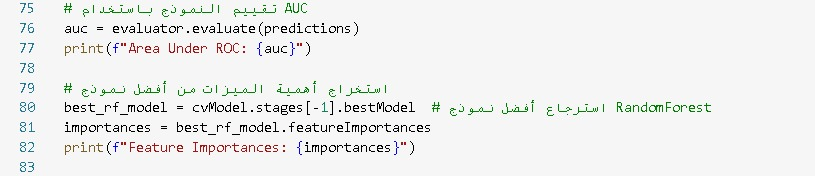 75 # تقييم النموذج باستخدام AUC
76 auc = evaluator.evaluate(predictions)
77 print(f"Area Under ROC: {auc}")
78
79 # استخراج أهمية الميزات من أفضل نموذج
80 best_rf_model = cvModel.stages[-1].bestModel # استرجاع أفضل نموذج RandomForest
81 importances = best_rf_model.featureImportances
82 print(f"Feature Importances: {importances}")
83